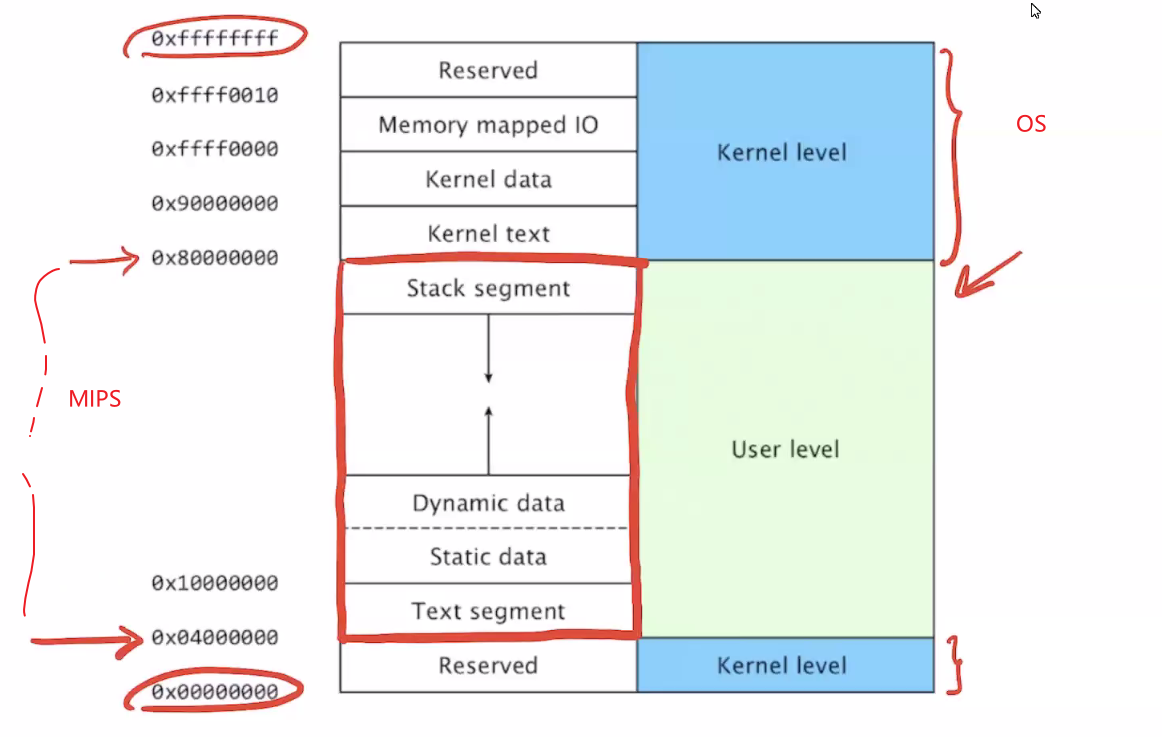 0xffffffff
Reserved
0xffff0010
Memory mapped IO
Kernel level
OS
0xffff0000
Kernel data
0x90000000
Kernel text
0x80000000
Stack segment
MIPS
User level
Dynamic data
Static data
0x10000000
Text segment
0x04000000
Reserved
Kernel level
0x00000000